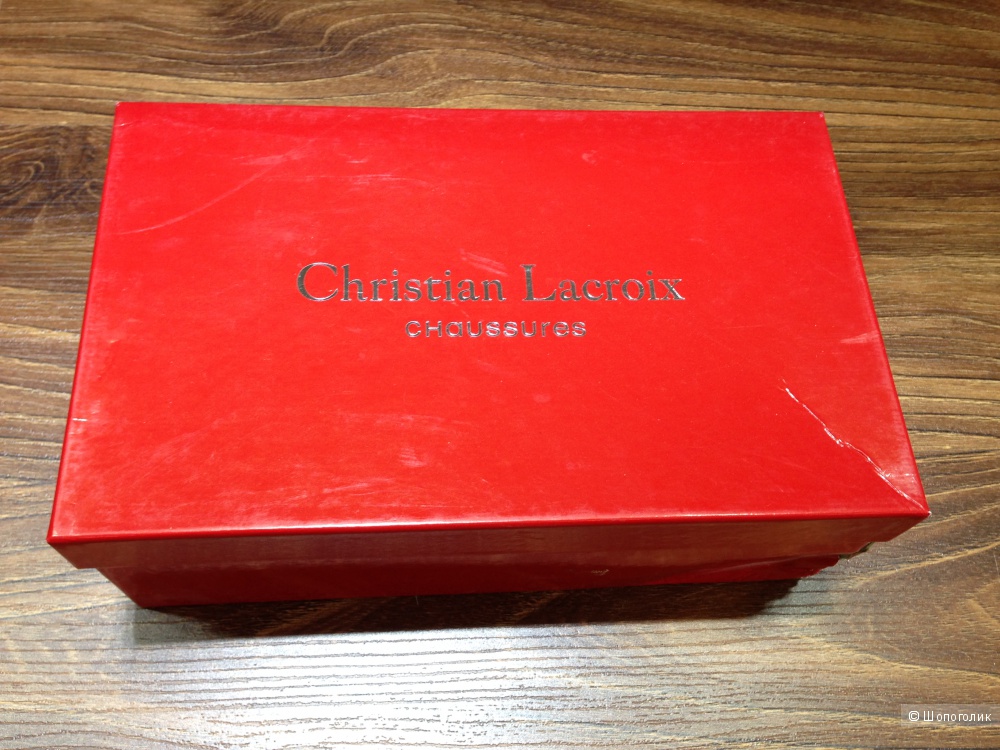 Christian Lacroix
CHaussures
© Шопоголик